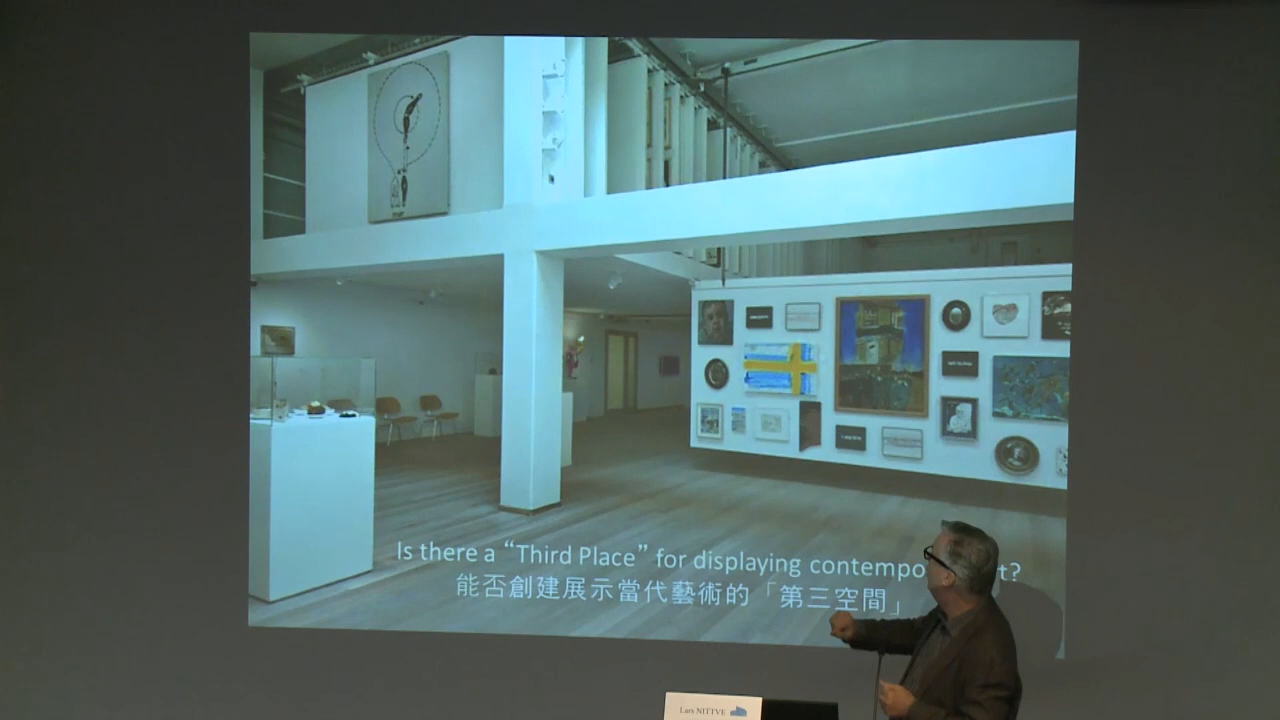 Is there a “Third Place” for displaying contempo t?
能否創建展示當代藝術的「第三空間」
Lars NITTVE